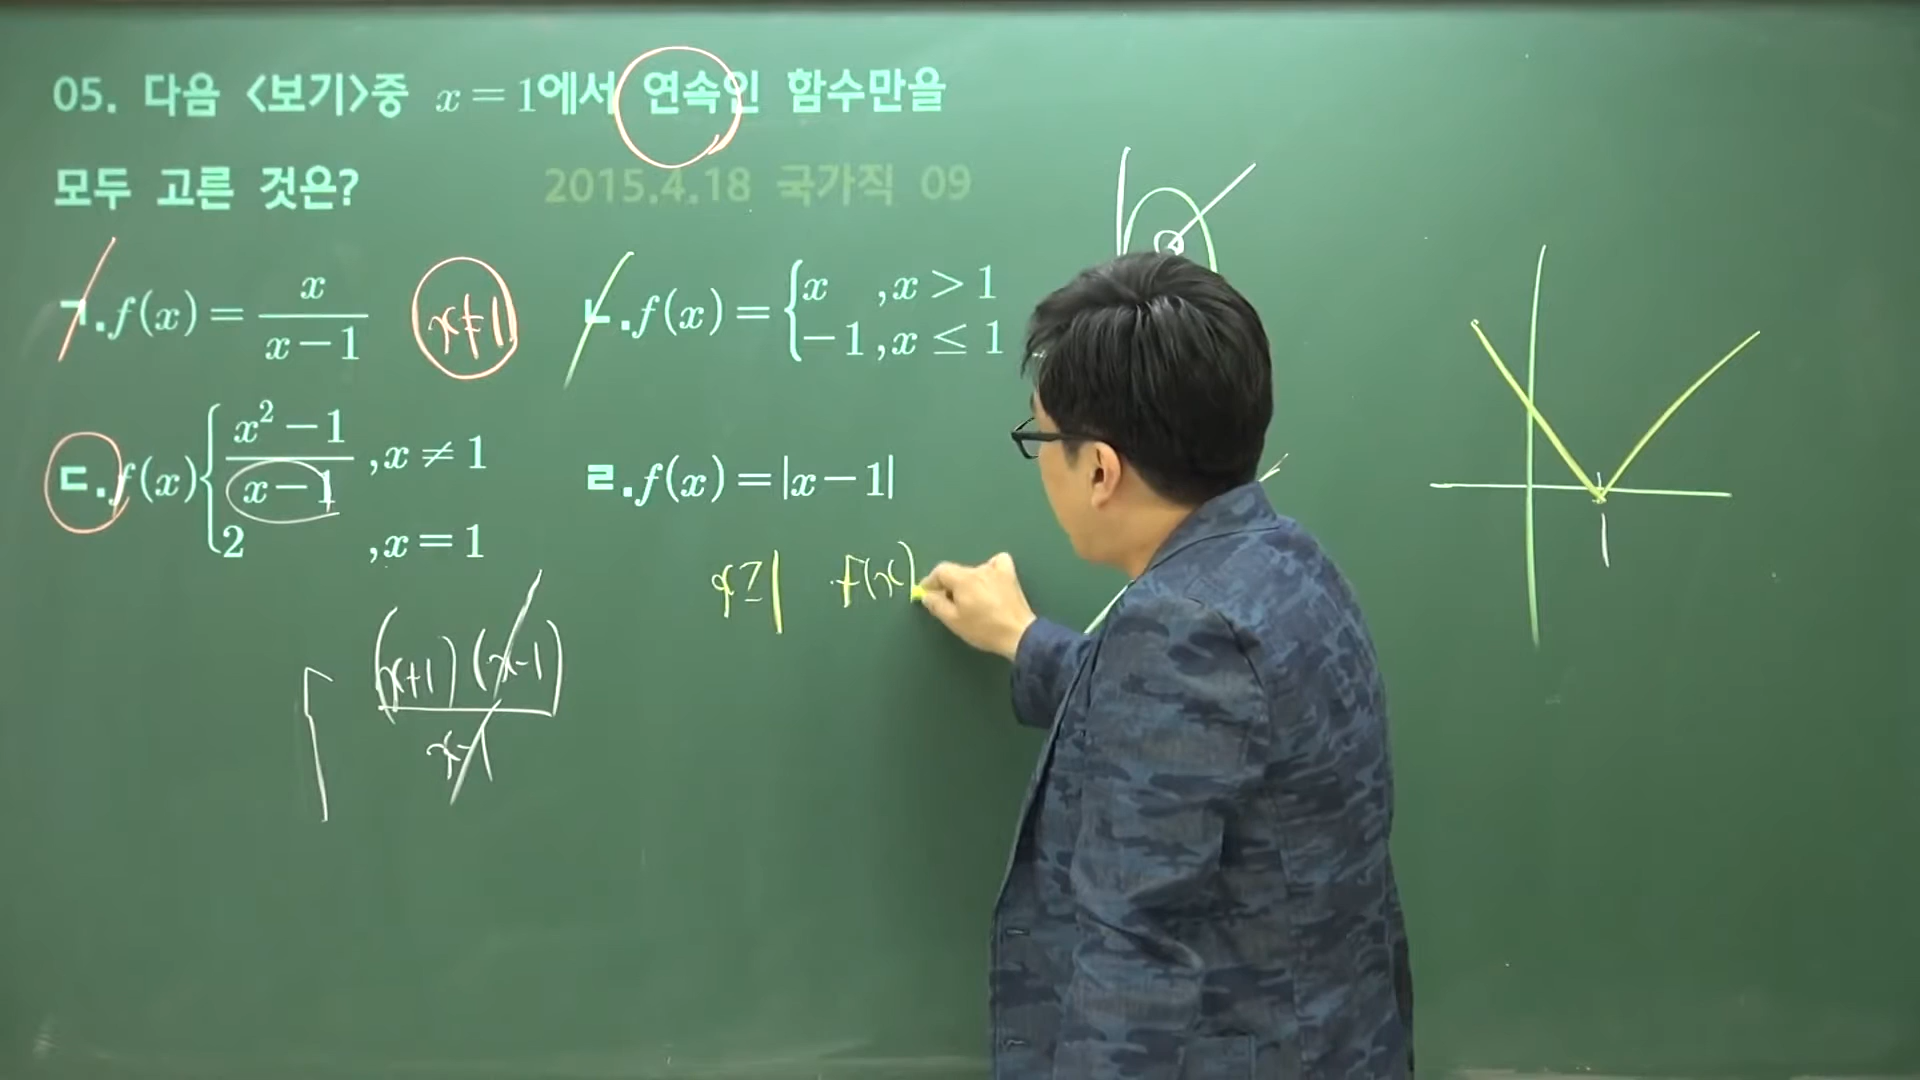 05. 다음 <보기>중 x = 1에서 연속인 함수만을
모두 고른 것은? 2015.4.18 국가직 09
ㄱ. f(x) = x / (x − 1) x≠1 ㄴ. f(x) = { x , x > 1
−1 , x ≤ 1
ㄷ. f(x) { (x² − 1) / (x − 1) , x ≠ 1 ㄹ. f(x) = |x − 1|
2 , x = 1
x≥1 f(x)
(x+1)(x-1)
x-1
1